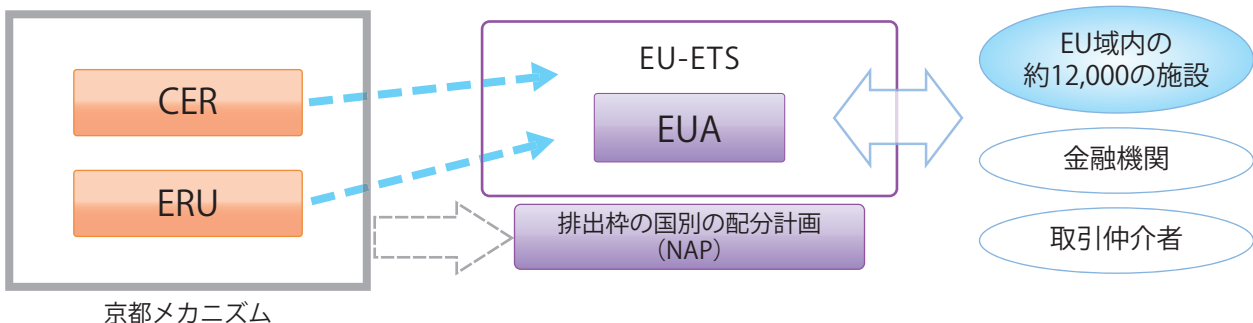 CER
ERU
京都メカニズム
EU-ETS
EUA
排出枠の国別の配分計画
（NAP）
EU域内の
約12,000の施設
金融機関
取引仲介者